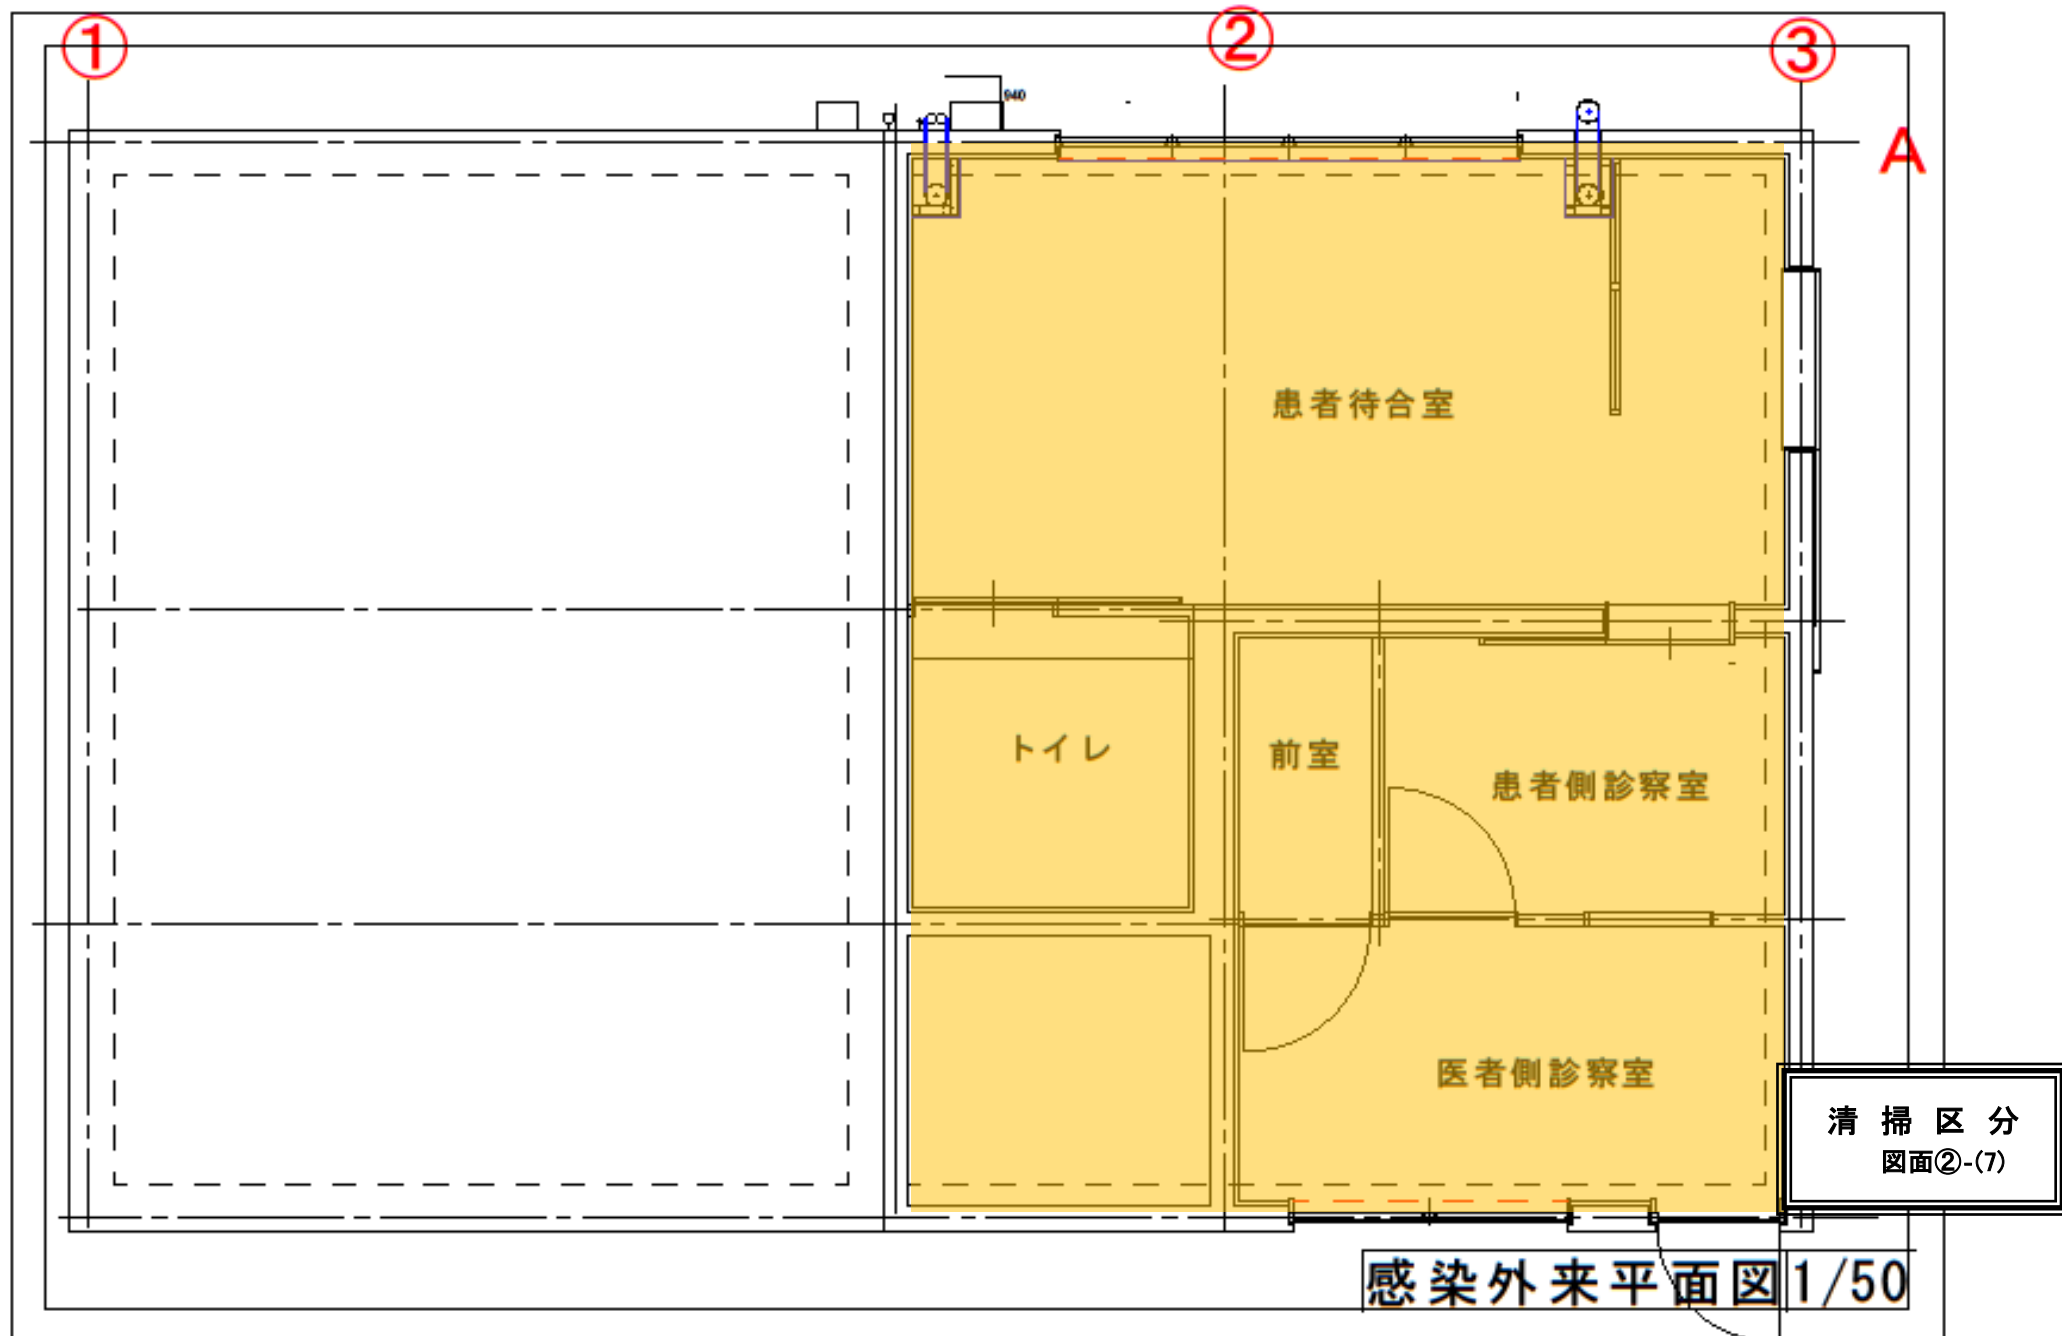 ①
②
③
940
A
患者待合室
トイレ
前室
患者側診察室
医者側診察室
清掃区分
図面②-(7)
感染外来平面図1/50